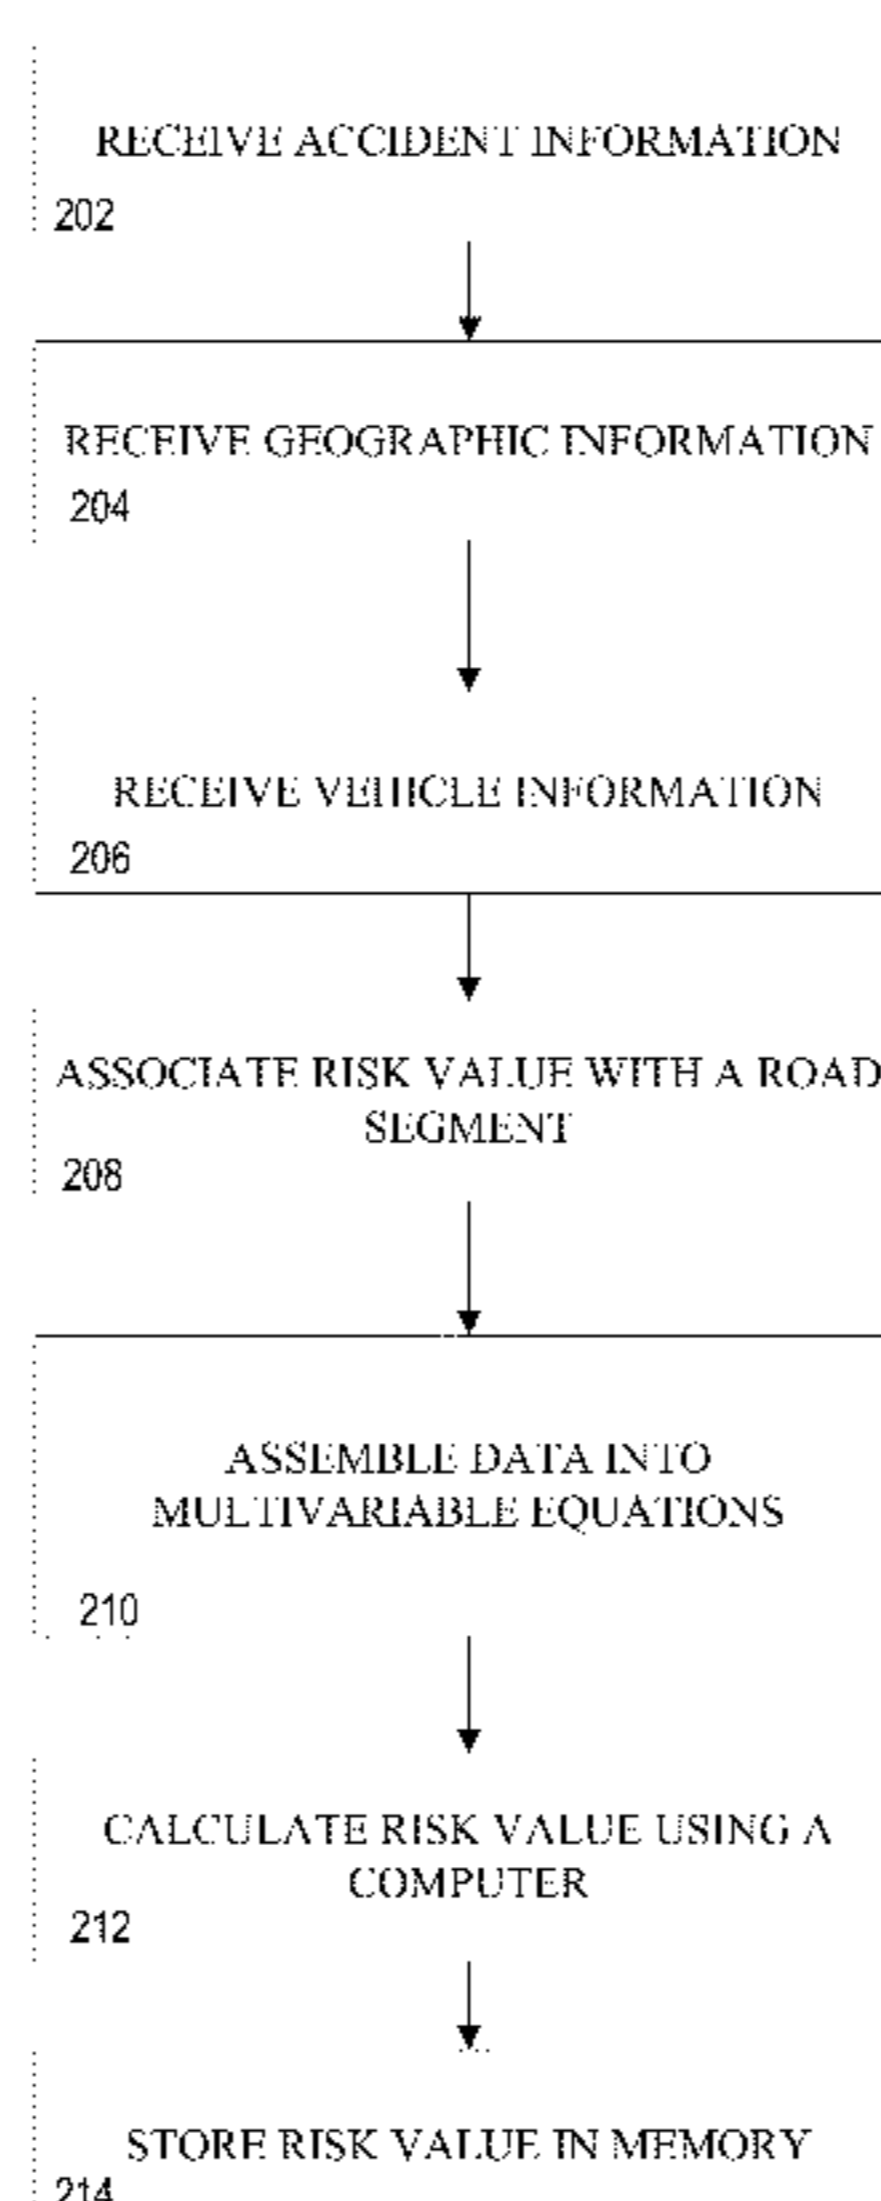 RECEIVE ACCIDENT INFORMATION
202
RECEIVE GEOGRAPHIC INFORMATION
204
RECEIVE VEHICLE INFORMATION
206
ASSOCIATE RISK VALUE WITH A ROAD
SEGMENT
208
ASSEMBLE DATA INTO
MULTIVARIABLE EQUATIONS
210
CALCULATE RISK VALUE USING A
COMPUTER
212
STORE RISK VALUE IN MEMORY
214